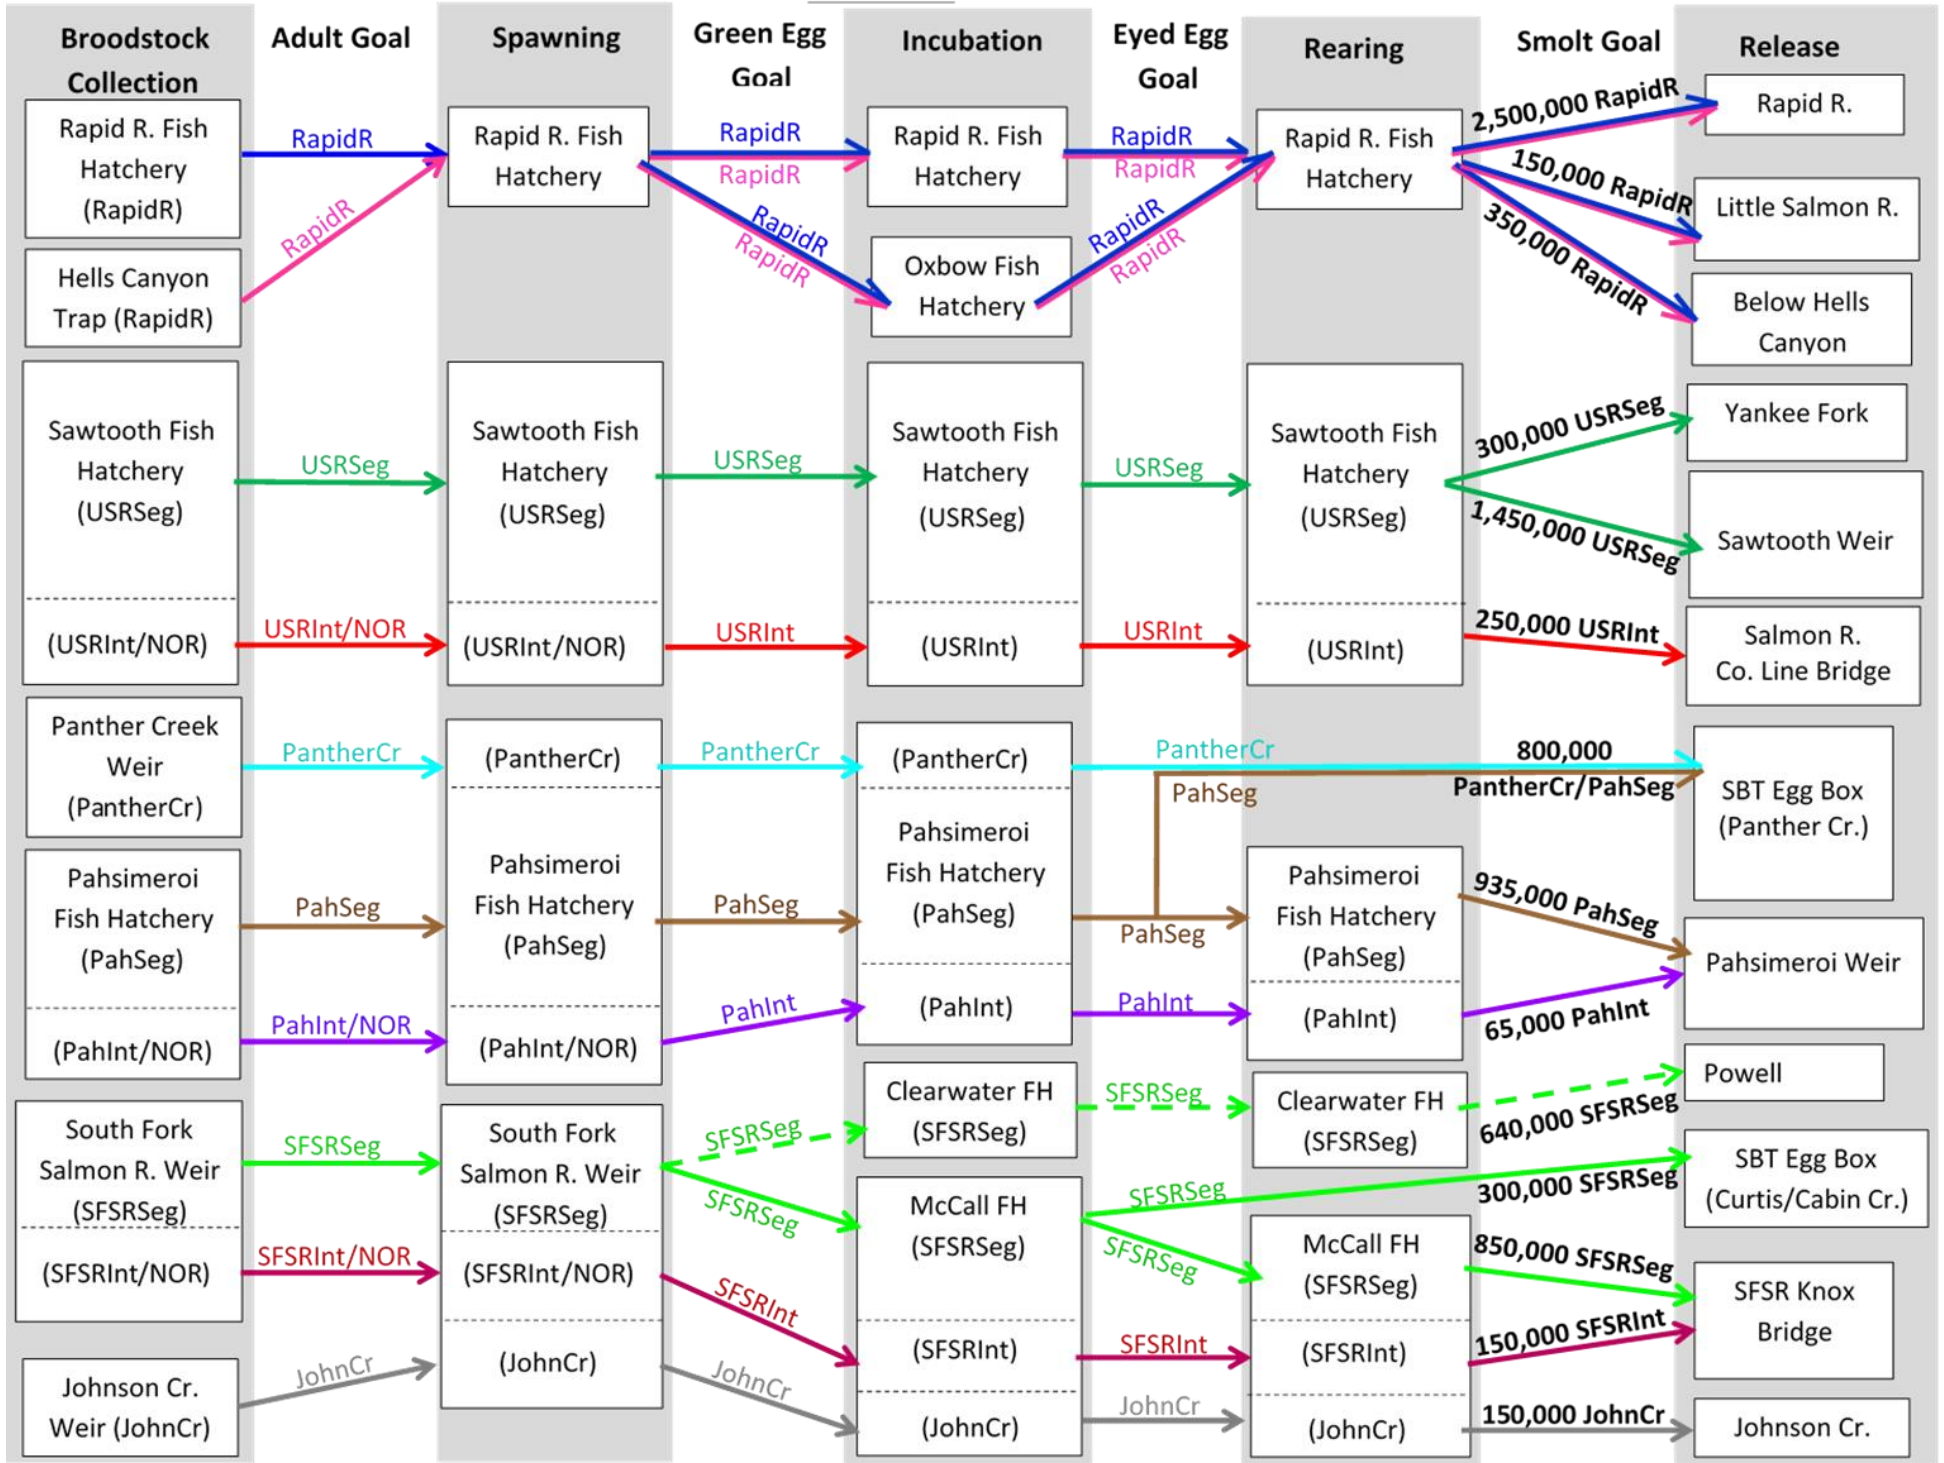 Broodstock
Collection
Adult Goal
Spawning
Green Egg
Goal
Incubation
Eyed Egg
Goal
Rearing
Smolt Goal
Release
Rapid R. Fish
Hatchery
(RapidR)
RapidR
Rapid R. Fish
Hatchery
RapidR
RapidR
Rapid R. Fish
Hatchery
RapidR
RapidR
Rapid R. Fish
Hatchery
2,500,000 RapidR
Rapid R.
150,000 RapidR
Little Salmon R.
Hells Canyon
Trap (RapidR)
RapidR
RapidR
RapidR
Oxbow Fish
Hatchery
RapidR
RapidR
350,000 RapidR
Below Hells
Canyon
Sawtooth Fish
Hatchery
(USRSeg)
USRSeg
Sawtooth Fish
Hatchery
(USRSeg)
USRSeg
Sawtooth Fish
Hatchery
(USRSeg)
USRSeg
Sawtooth Fish
Hatchery
(USRSeg)
300,000 USRSeg
Yankee Fork
1,450,000 USRSeg
Sawtooth Weir
(USRInt/NOR)
USRInt/NOR
(USRInt/NOR)
USRInt
(USRInt)
USRInt
(USRInt)
250,000 USRInt
Salmon R.
Co. Line Bridge
Panther Creek
Weir
(PantherCr)
PantherCr
(PantherCr)
PantherCr
(PantherCr)
PantherCr
800,000
PantherCr/PahSeg
PahSeg
SBT Egg Box
(Panther Cr.)
Pahsimeroi
Fish Hatchery
(PahSeg)
PahSeg
Pahsimeroi
Fish Hatchery
(PahSeg)
PahSeg
Pahsimeroi
Fish Hatchery
(PahSeg)
PahSeg
Pahsimeroi
Fish Hatchery
(PahSeg)
935,000 PahSeg
Pahsimeroi Weir
(PahInt/NOR)
PahInt/NOR
(PahInt/NOR)
PahInt
(PahInt)
PahInt
(PahInt)
65,000 PahInt
South Fork
Salmon R. Weir
(SFSRSeg)
SFSRSeg
South Fork
Salmon R. Weir
(SFSRSeg)
SFSRSeg
Clearwater FH
(SFSRSeg)
SFSRSeg
Clearwater FH
(SFSRSeg)
640,000 SFSRSeg
Powell
SFSRSeg
McCall FH
(SFSRSeg)
SFSRSeg
300,000 SFSRSeg
SBT Egg Box
(Curtis/Cabin Cr.)
SFSRSeg
McCall FH
(SFSRSeg)
850,000 SFSRSeg
SFSR Knox
Bridge
(SFSRInt/NOR)
SFSRInt/NOR
(SFSRInt/NOR)
SFSRInt
(SFSRInt)
SFSRInt
(SFSRInt)
150,000 SFSRInt
Johnson Cr.
Weir (JohnCr)
JohnCr
(JohnCr)
JohnCr
(JohnCr)
JohnCr
(JohnCr)
150,000 JohnCr
Johnson Cr.